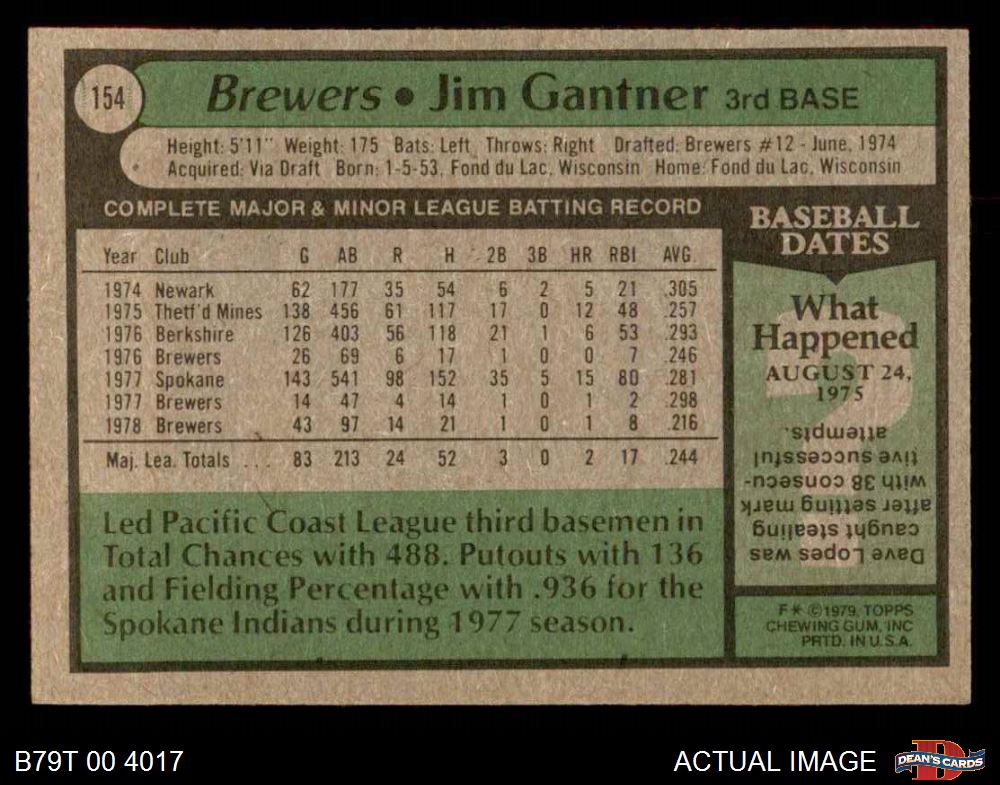 154
Brewers • Jim Gantner 3rd BASE
Height: 5'11" Weight: 175 Bats: Left Throws: Right Drafted: Brewers #12 - June, 1974
Acquired: Via Draft Born: 1-5-53, Fond du Lac, Wisconsin Home: Fond du Lac, Wisconsin
COMPLETE MAJOR & MINOR LEAGUE BATTING RECORD
Year Club G AB R H 2B 3B HR RBI AVG.
1974 Newark 62 177 35 54 6 2 5 21 .305
1975 Thetf'd Mines 138 456 61 117 17 0 12 48 .257
1976 Berkshire 126 403 56 118 21 1 6 53 .293
1976 Brewers 26 69 6 17 1 0 0 7 .246
1977 Spokane 143 541 98 152 35 5 15 80 .281
1977 Brewers 14 47 4 14 1 0 1 2 .298
1978 Brewers 43 97 14 21 1 0 1 8 .216
Maj. Lea. Totals ... 83 213 24 52 3 0 2 17 .244
Led Pacific Coast League third basemen in
Total Chances with 488. Putouts with 136
and Fielding Percentage with .936 for the
Spokane Indians during 1977 season.
BASEBALL
DATES
What
Happened
AUGUST 24,
1975
Dave Lopes was
caught stealing
after setting mark
with 38 consecu-
tive successful
attempts.
F * © 1979 TOPPS
CHEWING GUM, INC
PRTD. IN U.S.A.
B79T 00 4017
ACTUAL IMAGE
D
DEAN'S CARDS